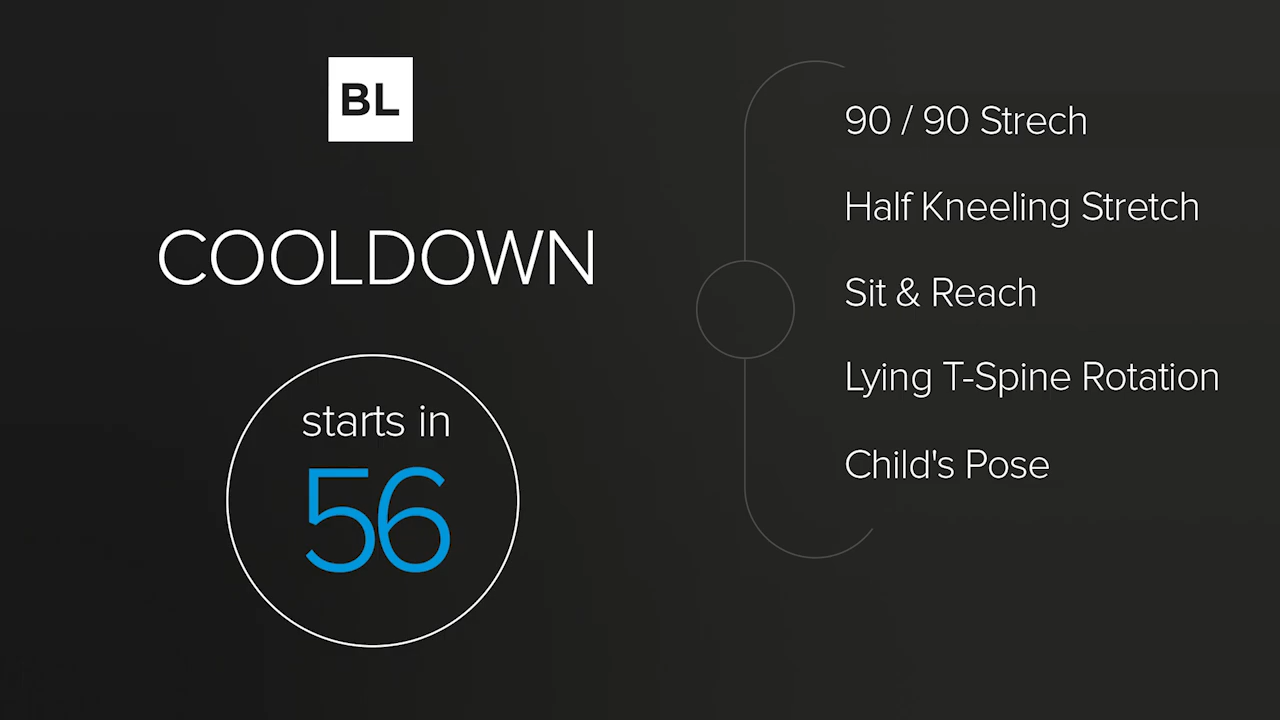 BL
COOLDOWN
starts in
56
90 / 90 Strech
Half Kneeling Stretch
Sit & Reach
Lying T-Spine Rotation
Child's Pose